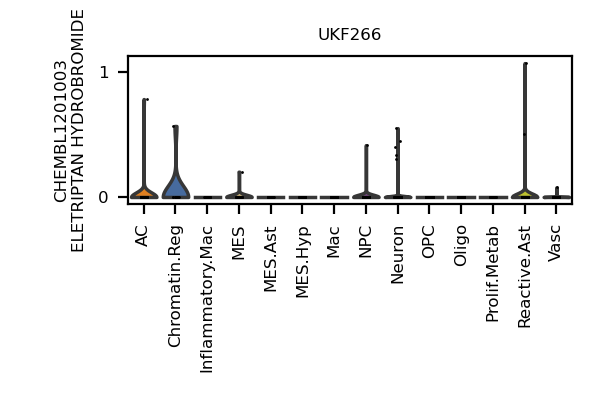 UKF266
CHEMBL1201003
ELETRIPTAN HYDROBROMIDE
1
0
AC
Chromatin.Reg
Inflammatory.Mac
MES
MES.Ast
MES.Hyp
Mac
NPC
Neuron
OPC
Oligo
Prolif.Metab
Reactive.Ast
Vasc